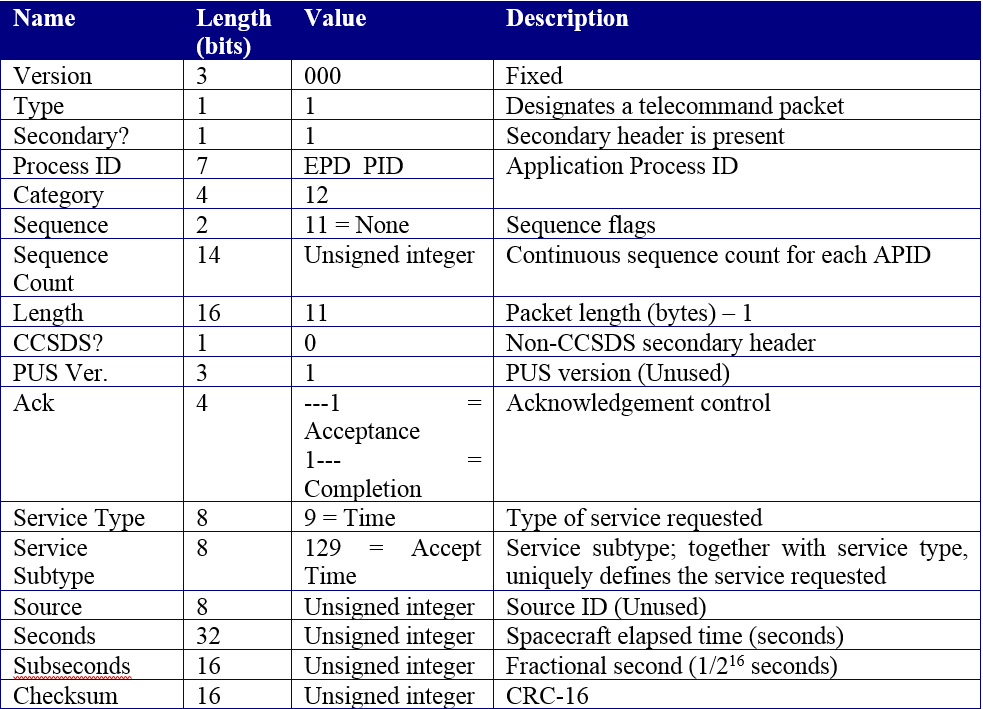 Name Length Value Description
(bits)
Version 3 000 Fixed
Type 1 1 Designates a telecommand packet
Secondary? 1 1 Secondary header is present
Process ID 7 EPD_PID Application Process ID
Category 4 12
Sequence 2 11 = None Sequence flags
Sequence 14 Unsigned integer Continuous sequence count for each APID
Count
Length 16 11 Packet length (bytes) – 1
CCSDS? 1 0 Non-CCSDS secondary header
PUS Ver. 3 1 PUS version (Unused)
Ack 4 ---1 = Acknowledgement control
Acceptance
1--- =
Completion
Service Type 8 9 = Time Type of service requested
Service 8 129 = Accept Service subtype; together with service type,
Subtype Time uniquely defines the service requested
Source 8 Unsigned integer Source ID (Unused)
Seconds 32 Unsigned integer Spacecraft elapsed time (seconds)
Subseconds 16 Unsigned integer Fractional second (1/2¹⁶ seconds)
Checksum 16 Unsigned integer CRC-16